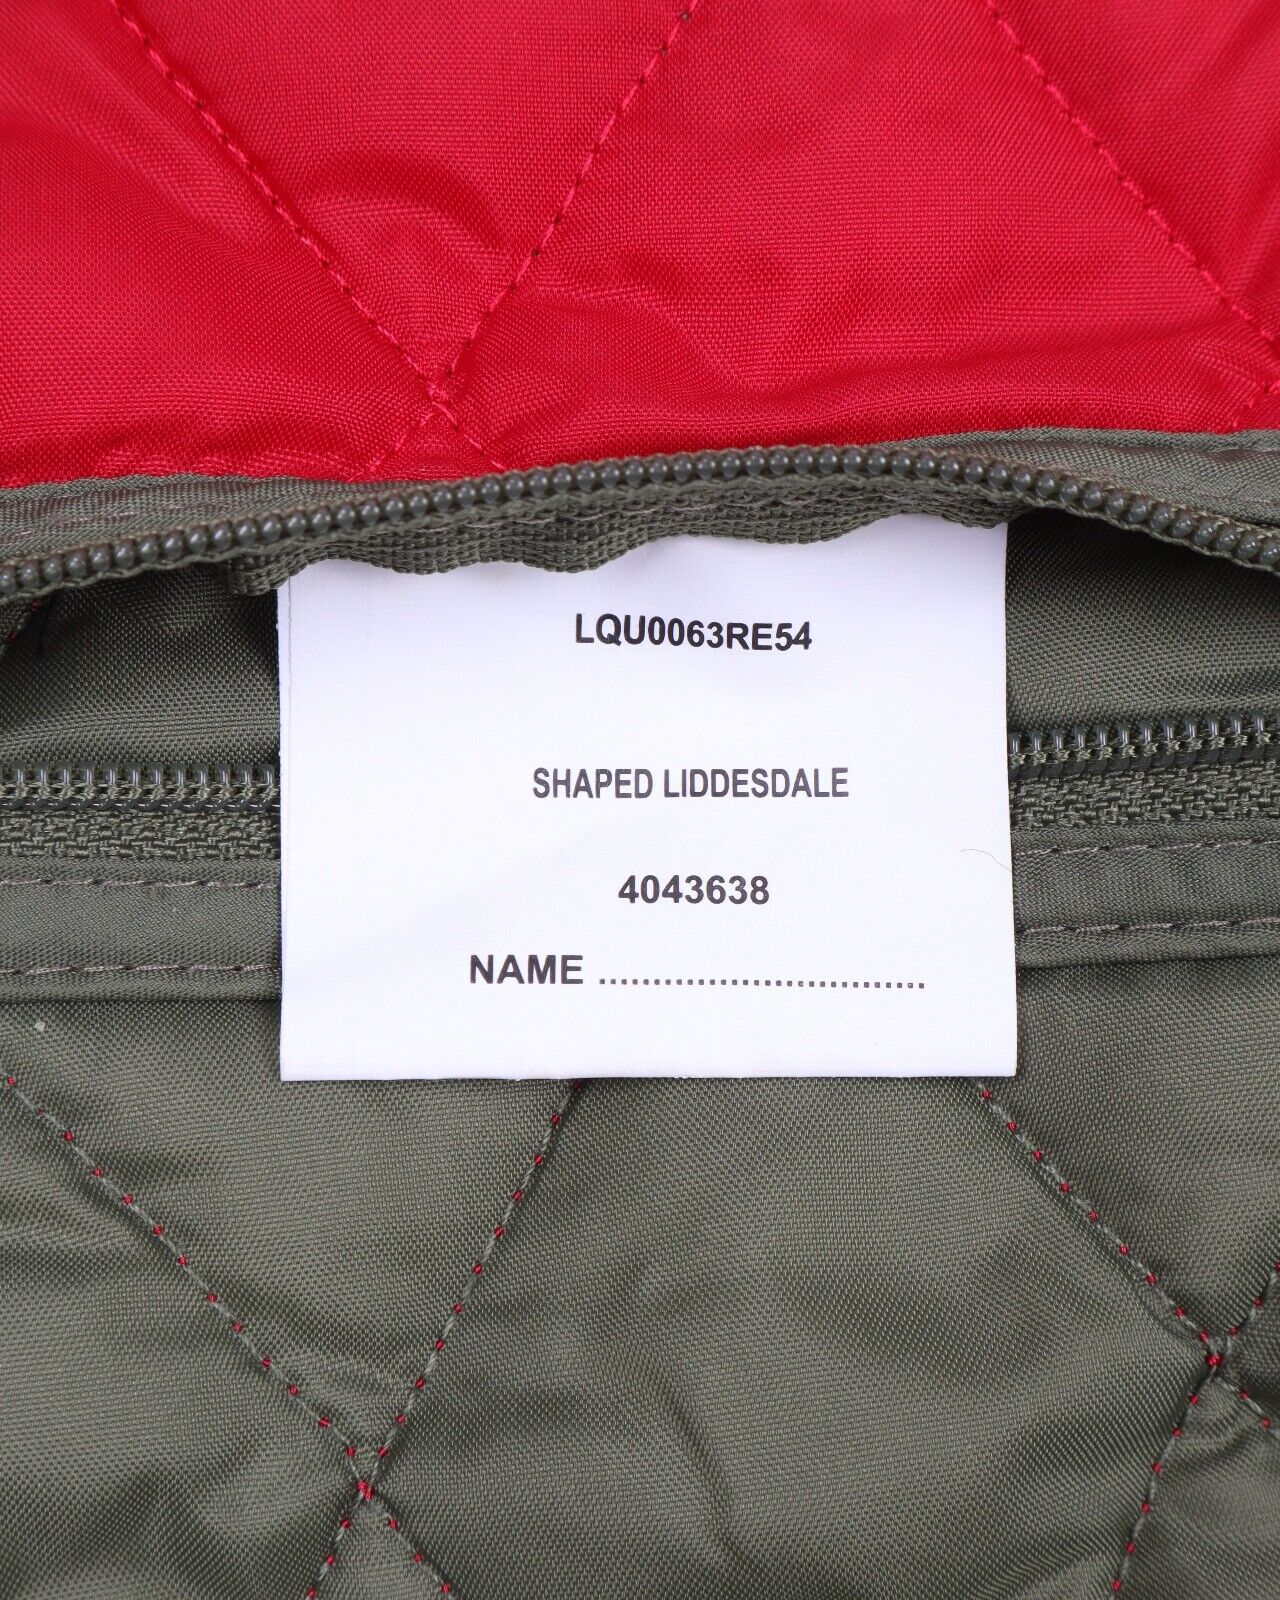 LQU0063RE54
SHAPED LIDDESDALE
4043638
NAME ..............................